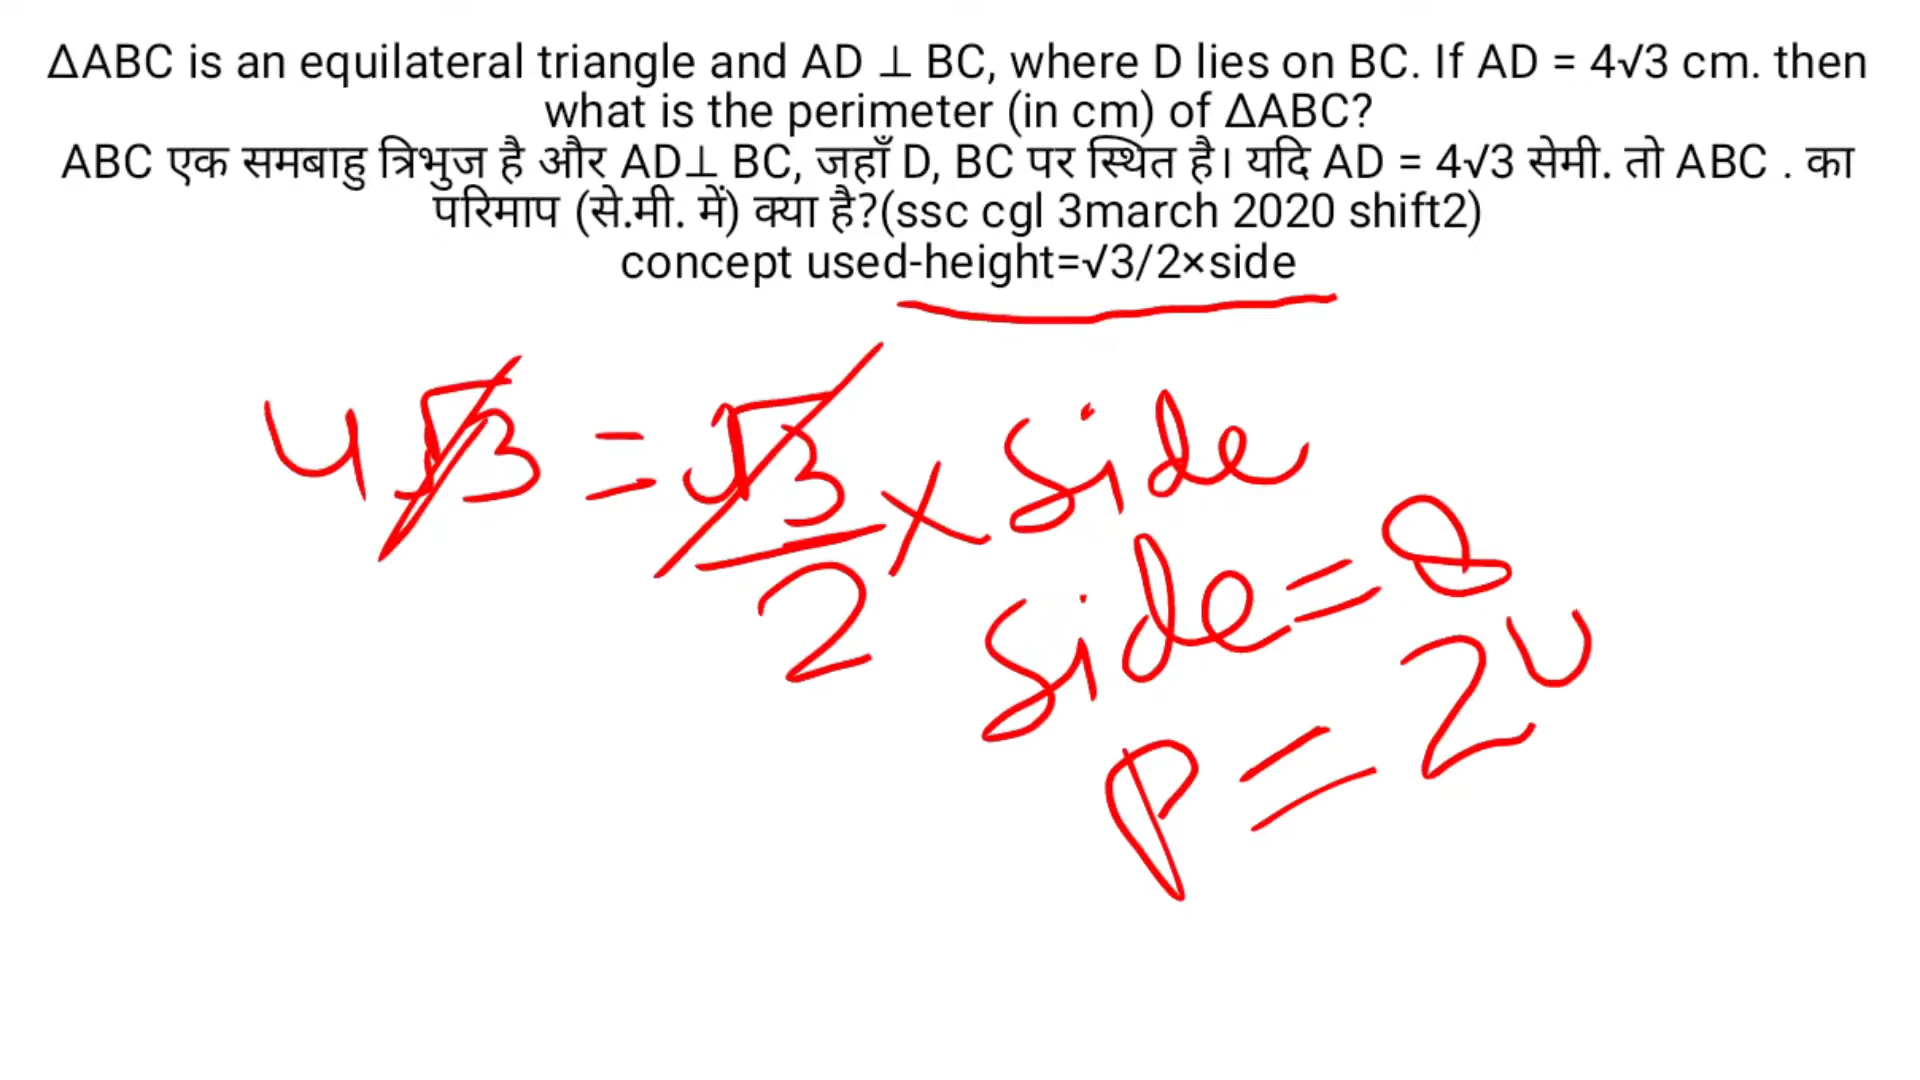 ΔABC is an equilateral triangle and AD ⊥ BC, where D lies on BC. If AD = 4√3 cm. then
what is the perimeter (in cm) of ΔABC?
ABC एक समबाहु त्रिभुज है और AD⊥ BC, जहाँ D, BC पर स्थित है। यदि AD = 4√3 सेमी. तो ABC . का
परिमाप (से.मी. में) क्या है?(ssc cgl 3march 2020 shift2)
concept used-height=√3/2×side
4√3 = √3/2 × side
side = 8
P = 24